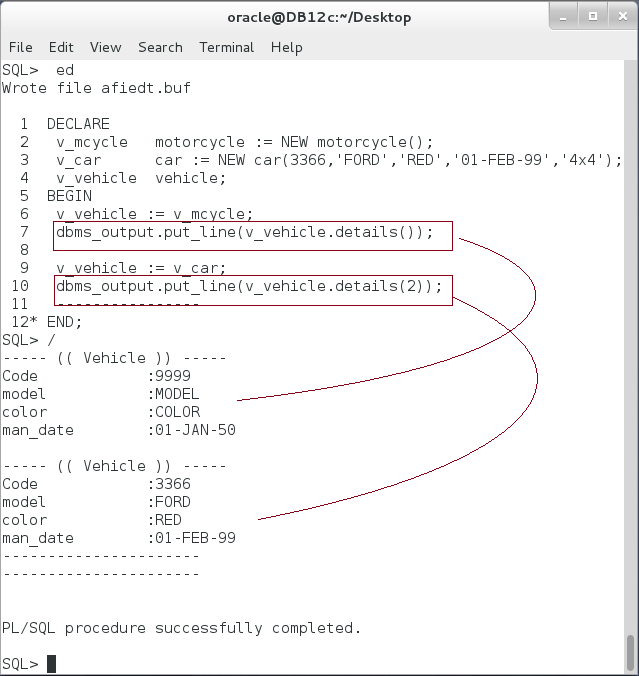 oracle@DB12c:~/Desktop
File Edit View Search Terminal Help
SQL>  ed
Wrote file afiedt.buf
  1  DECLARE
  2   v_mcycle   motorcycle := NEW motorcycle();
  3   v_car      car := NEW car(3366,'FORD','RED','01-FEB-99','4x4');
  4   v_vehicle  vehicle;
  5  BEGIN
  6   v_vehicle := v_mcycle;
  7   dbms_output.put_line(v_vehicle.details());
  8
  9   v_vehicle := v_car;
 10   dbms_output.put_line(v_vehicle.details(2));
 11   ----------------
 12* END;
SQL> /
----- (( Vehicle )) -----
Code            :9999
model           :MODEL
color           :COLOR
man_date        :01-JAN-50
----- (( Vehicle )) -----
Code            :3366
model           :FORD
color           :RED
man_date        :01-FEB-99
----------------------
----------------------
PL/SQL procedure successfully completed.
SQL>